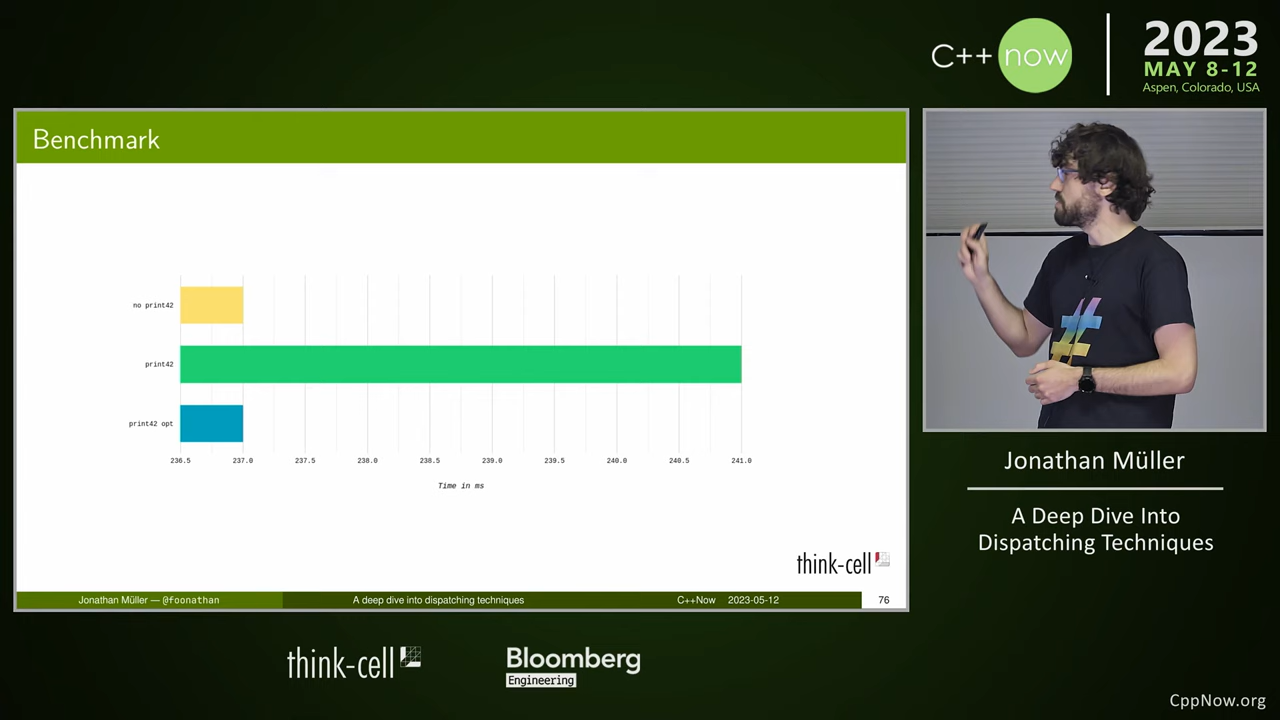 C++ now
2023
MAY 8-12
Aspen, Colorado, USA
Benchmark
no print42
print42
print42 opt
236.5 237.0 237.5 238.0 238.5 239.0 239.5 240.0 240.5 241.0
Time in ms
think-cell
Jonathan Müller — @foonathan A deep dive into dispatching techniques C++Now 2023-05-12 76
Jonathan Müller
A Deep Dive Into
Dispatching Techniques
think-cell
Bloomberg
Engineering
CppNow.org